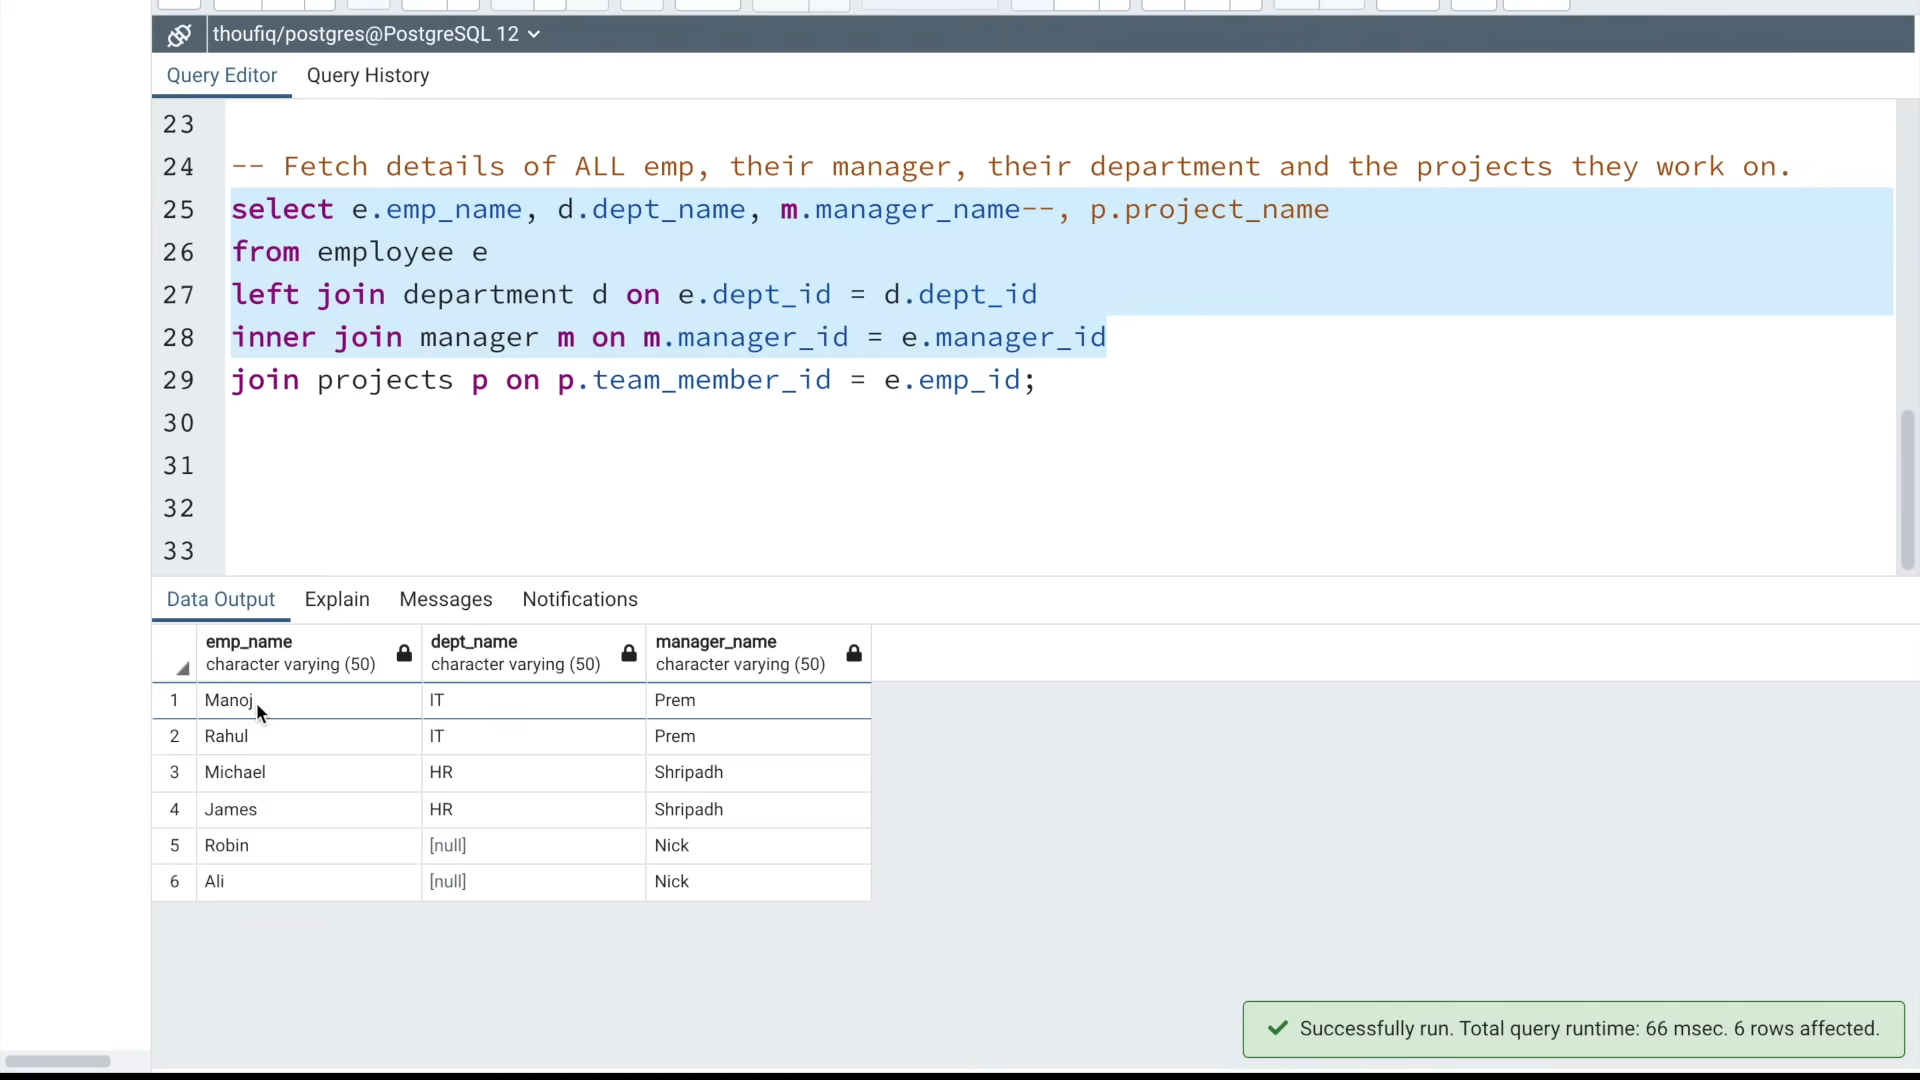 thoufiq/postgres@PostgreSQL 12
Query Editor Query History
23
24 -- Fetch details of ALL emp, their manager, their department and the projects they work on.
25 select e.emp_name, d.dept_name, m.manager_name--, p.project_name
26 from employee e
27 left join department d on e.dept_id = d.dept_id
28 inner join manager m on m.manager_id = e.manager_id
29 join projects p on p.team_member_id = e.emp_id;
30
31
32
33
Data Output Explain Messages Notifications
emp_name dept_name manager_name
character varying (50) character varying (50) character varying (50)
1 Manoj IT Prem
2 Rahul IT Prem
3 Michael HR Shripadh
4 James HR Shripadh
5 Robin [null] Nick
6 Ali [null] Nick
Successfully run. Total query runtime: 66 msec. 6 rows affected.